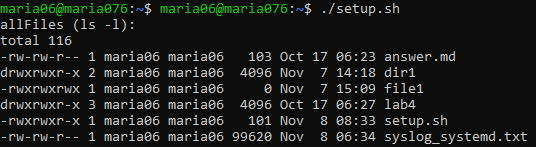 maria06@maria076:~$ maria06@maria076:~$ ./setup.sh
allFiles (ls -l):
total 116
-rw-rw-r-- 1 maria06 maria06   103 Oct 17 06:23 answer.md
drwxrwxr-x 2 maria06 maria06  4096 Nov  7 14:18 dir1
-rwxrwxrwx 1 maria06 maria06     0 Nov  7 15:09 file1
drwxrwxr-x 3 maria06 maria06  4096 Oct 17 06:27 lab4
-rwxrwxr-x 1 maria06 maria06   101 Nov  8 08:33 setup.sh
-rw-rw-r-- 1 maria06 maria06 99620 Nov  8 06:34 syslog_systemd.txt